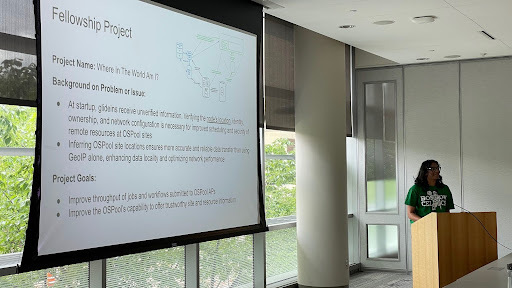 Fellowship Project
Project Name: Where In The World Am I?
Background on Problem or Issue:
At startup, glideins receive unverified information. Verifying the node's location, identity,
ownership, and network configuration is necessary for improved scheduling and security of
remote resources at OSPool sites
Inferring OSPool site locations ensures more accurate and reliable data transfer than using
GeoIP alone, enhancing data locality and optimizing network performance.
Project Goals:
Improve throughput of jobs and workflows submitted to OSPool APs
Improve the OSPool's capability to offer trustworthy site and resource information
BOSTON
CELTICS